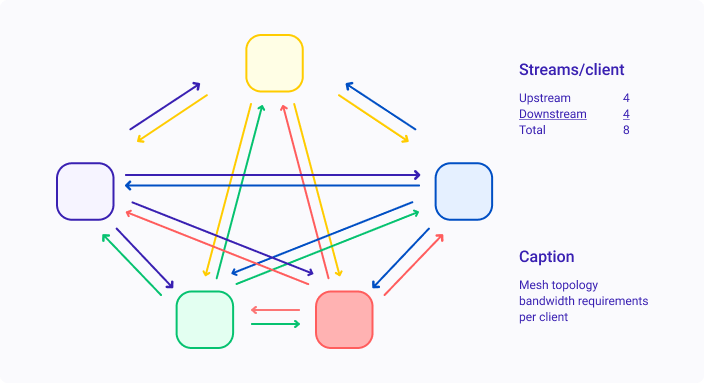 Streams/client
Upstream 4
Downstream 4
Total 8
Caption
Mesh topology
bandwidth requirements
per client